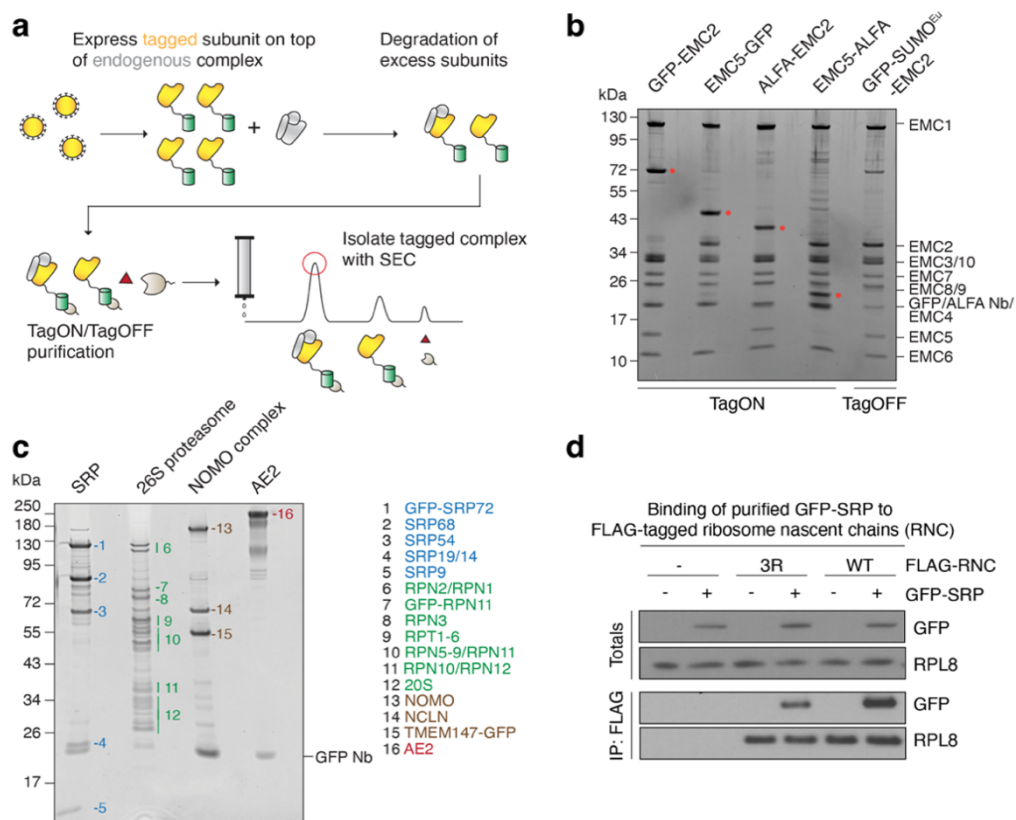 a
Express tagged subunit on top
of endogenous complex
Degradation of
excess subunits
+
Isolate tagged complex
with SEC
TagON/TagOFF
purification
b
GFP-EMC2
EMC5-GFP
ALFA-EMC2
EMC5-ALFA
GFP-SUMO^Eu
-EMC2
kDa
130
95
72
55
43
34
26
17
10
EMC1
EMC2
EMC3/10
EMC7
EMC8/9
GFP/ALFA Nb/
EMC4
EMC5
EMC6
TagON
TagOFF
c
kDa
SRP
26S proteasome
NOMO complex
AE2
250
180
130
95
72
55
43
34
26
17
-1
-2
-3
-4
-5
6
-7
-8
9
10
11
12
-13
-14
-15
-16
GFP Nb
1 GFP-SRP72
2 SRP68
3 SRP54
4 SRP19/14
5 SRP9
6 RPN2/RPN1
7 GFP-RPN11
8 RPN3
9 RPT1-6
10 RPN5-9/RPN11
11 RPN10/RPN12
12 20S
13 NOMO
14 NCLN
15 TMEM147-GFP
16 AE2
d
Binding of purified GFP-SRP to
FLAG-tagged ribosome nascent chains (RNC)
- 3R WT FLAG-RNC
- + - + - + GFP-SRP
Totals
GFP
RPL8
IP: FLAG
GFP
RPL8